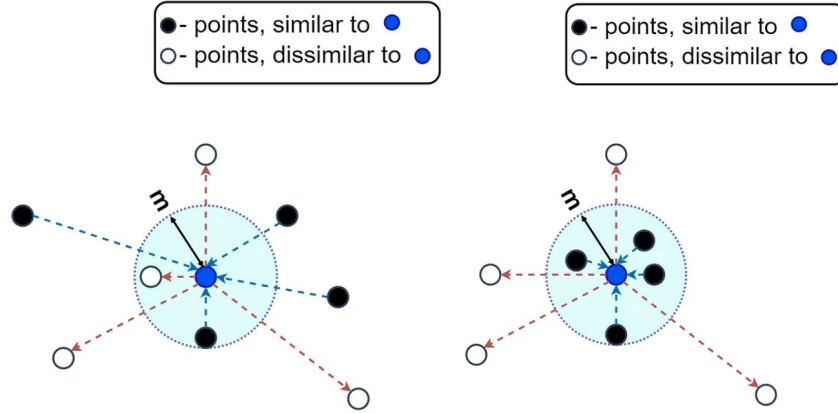 - points, similar to
- points, dissimilar to
- points, similar to
- points, dissimilar to
m
m